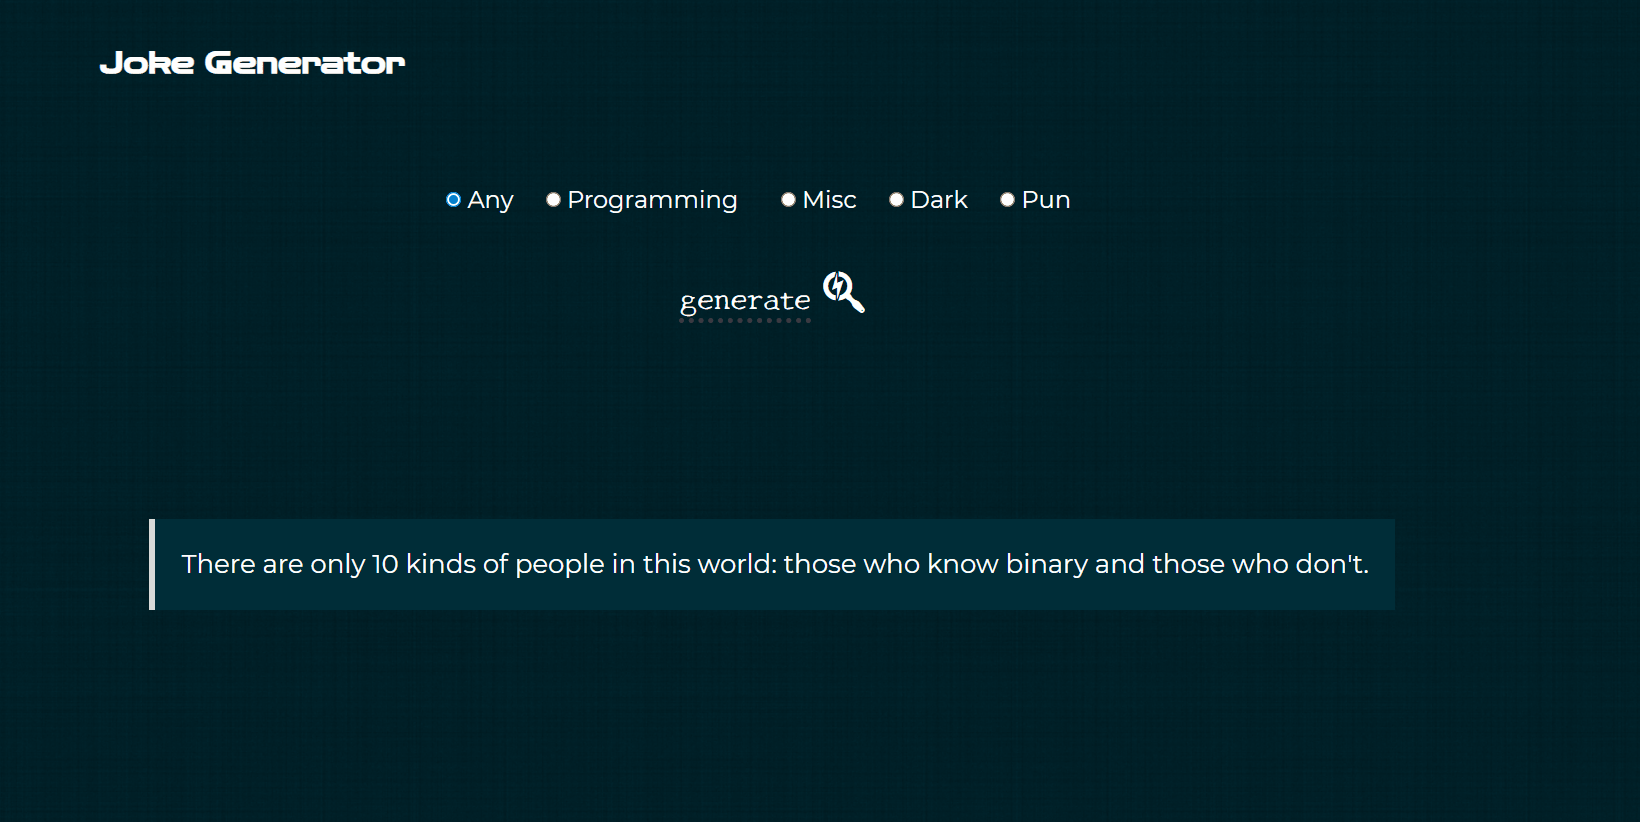 Joke Generator
Any Programming Misc Dark Pun
generate
There are only 10 kinds of people in this world: those who know binary and those who don't.